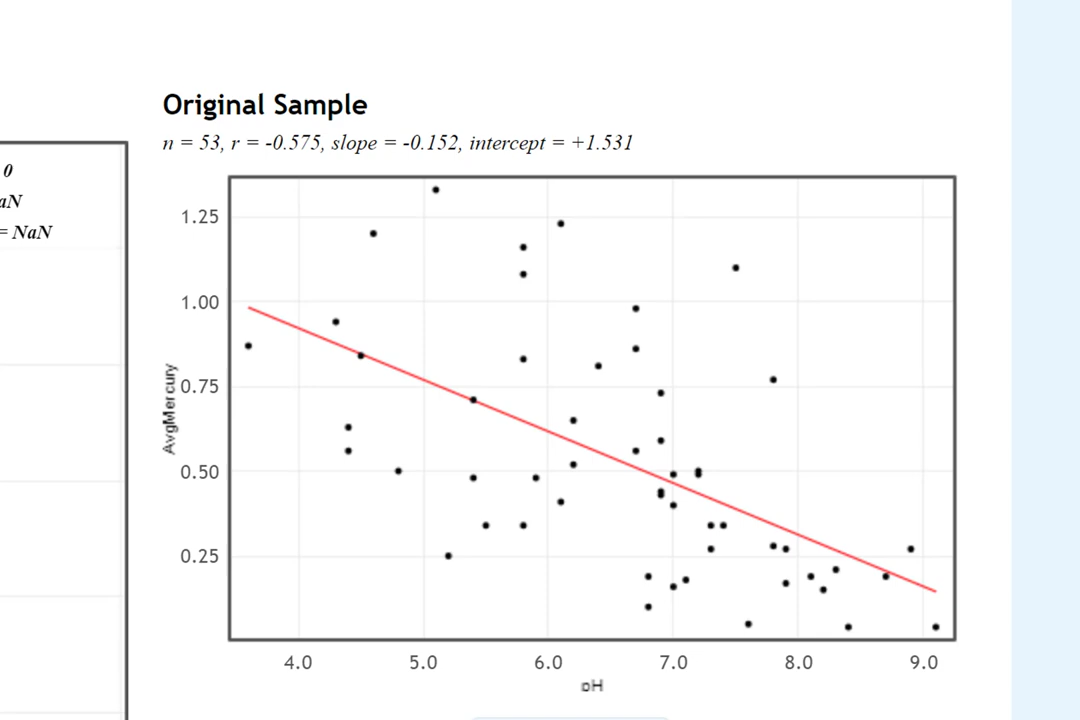 Original Sample
n = 53, r = -0.575, slope = -0.152, intercept = +1.531
0
aN
= NaN
1.25
1.00
0.75
0.50
0.25
AvgMercury
4.0 5.0 6.0 7.0 8.0 9.0
pH